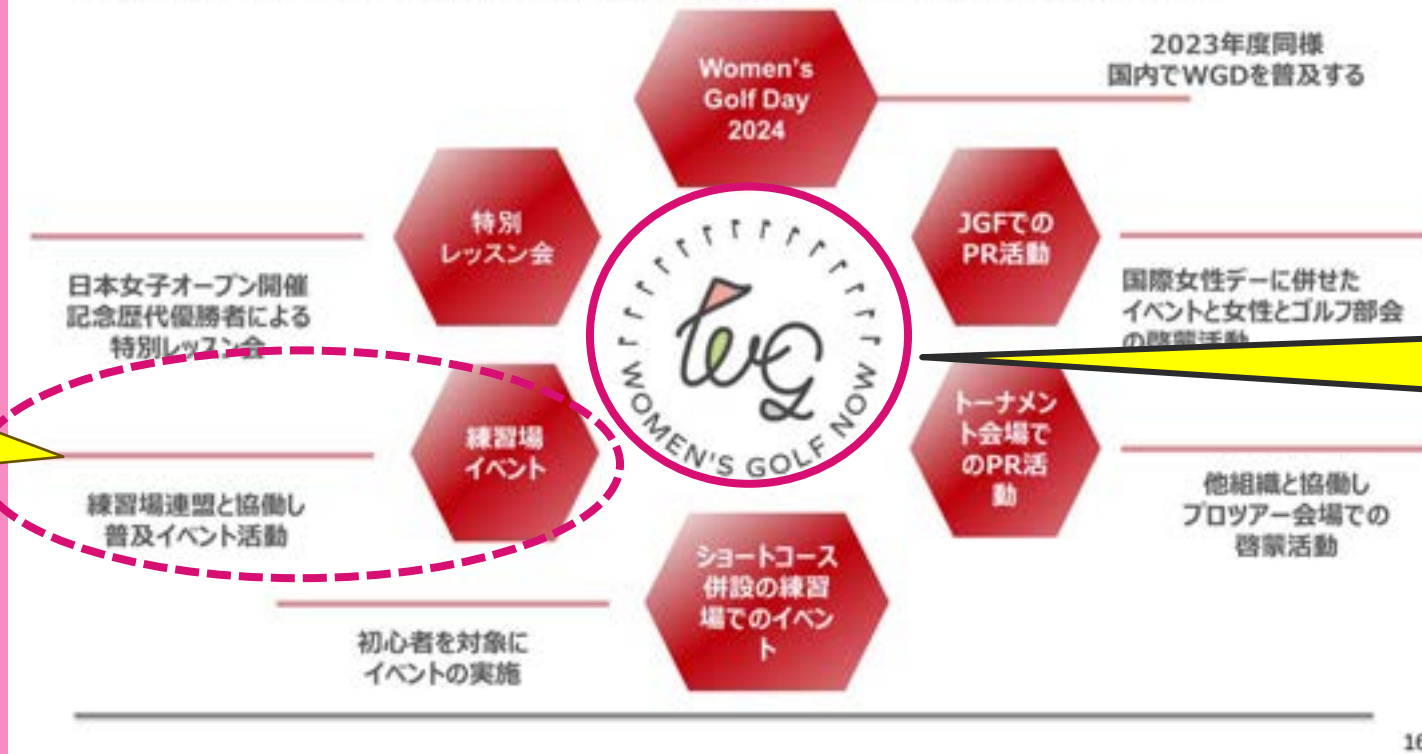 2023年度同様
国内でWGDを普及する
Women's
Golf Day
2024
特別
レッスン会
JGFでの
PR活動
日本女子オープン開催
記念歴代優勝者による
特別レッスン会
国際女性デーに併せた
イベントと女性とゴルフ部会
の啓蒙活動
wg
WOMEN'S GOLF NOW
練習場
イベント
トーナメン
ト会場で
のPR活
動
練習場連盟と協働し
普及イベント活動
他組織と協働し
プロツアー会場での
啓蒙活動
ショートコース
併設の練習
場でのイベン
ト
初心者を対象に
イベントの実施
16